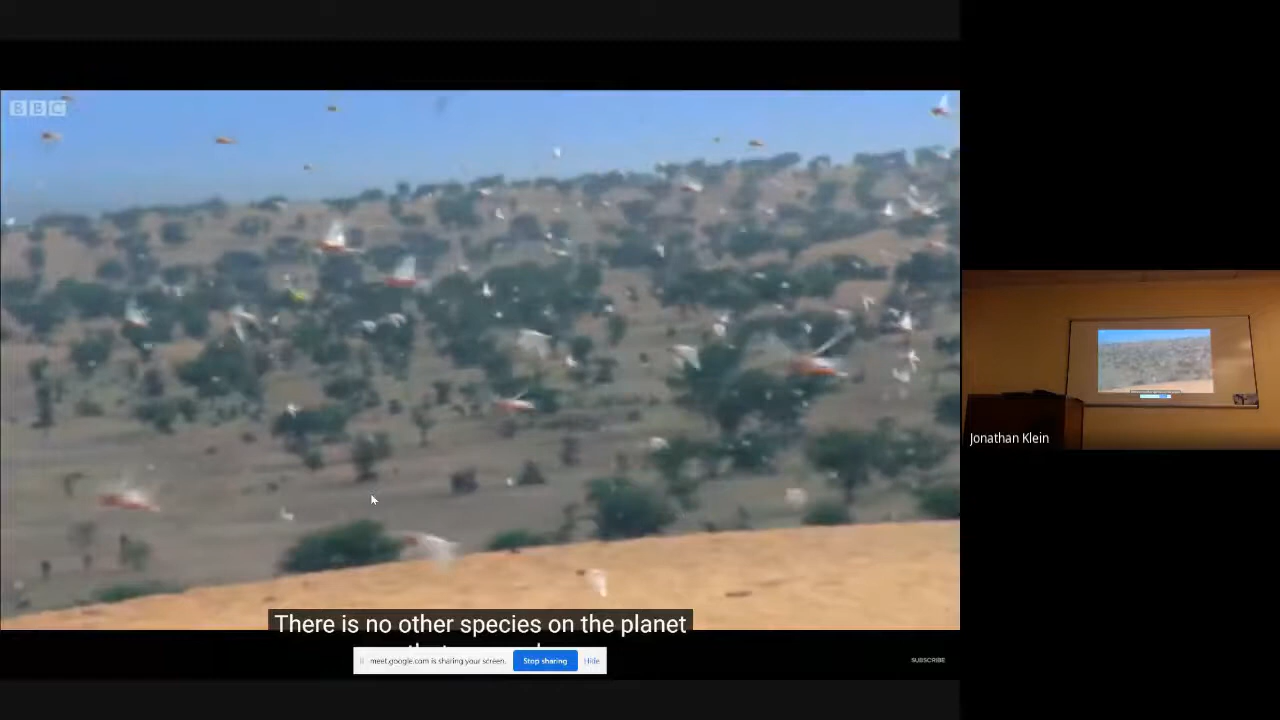 BBC
There is no other species on the planet
meet.google.com is sharing your screen.
Stop sharing
Hide
SUBSCRIBE
Jonathan Klein